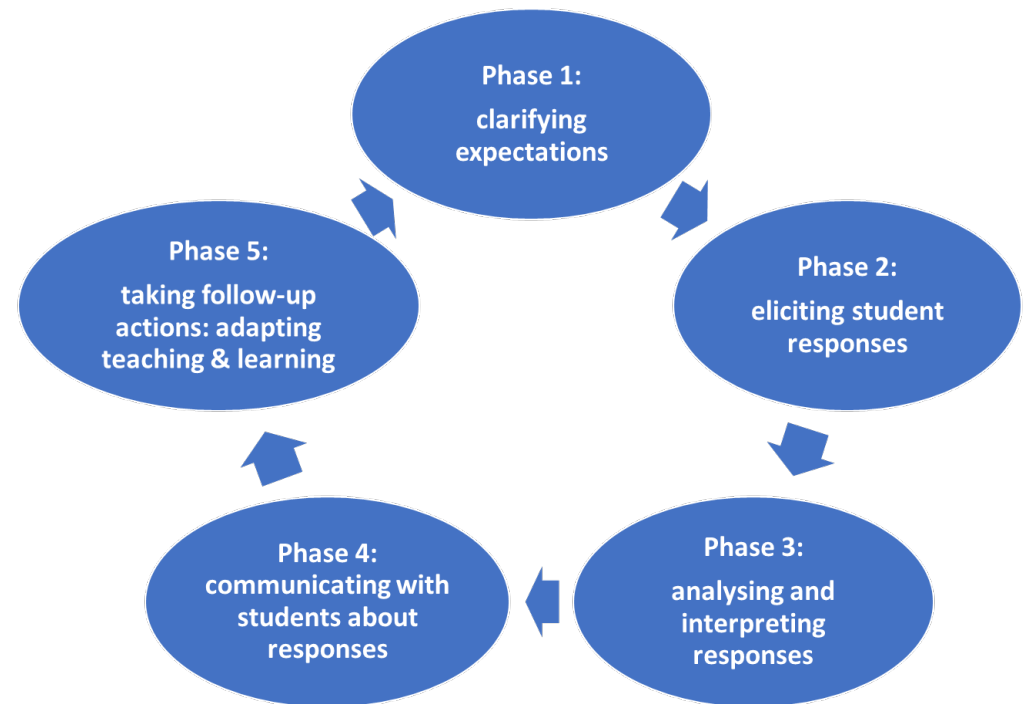 Phase 1:
clarifying
expectations
Phase 2:
eliciting student
responses
Phase 3:
analysing and
interpreting
responses
Phase 4:
communicating with
students about
responses
Phase 5:
taking follow-up
actions: adapting
teaching & learning